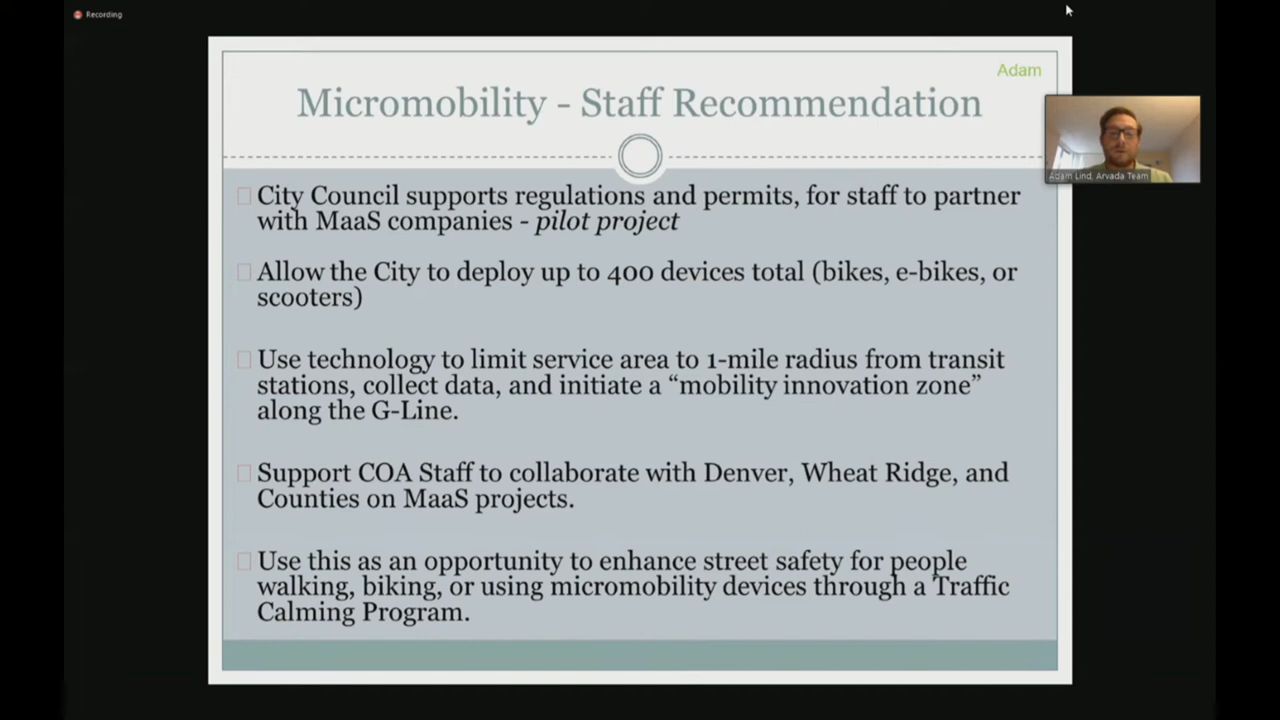 Recording
Adam
Micromobility - Staff Recommendation
Adam Lind, Arvada Team
City Council supports regulations and permits, for staff to partner
with MaaS companies - pilot project
Allow the City to deploy up to 400 devices total (bikes, e-bikes, or
scooters)
Use technology to limit service area to 1-mile radius from transit
stations, collect data, and initiate a “mobility innovation zone”
along the G-Line.
Support COA Staff to collaborate with Denver, Wheat Ridge, and
Counties on MaaS projects.
Use this as an opportunity to enhance street safety for people
walking, biking, or using micromobility devices through a Traffic
Calming Program.